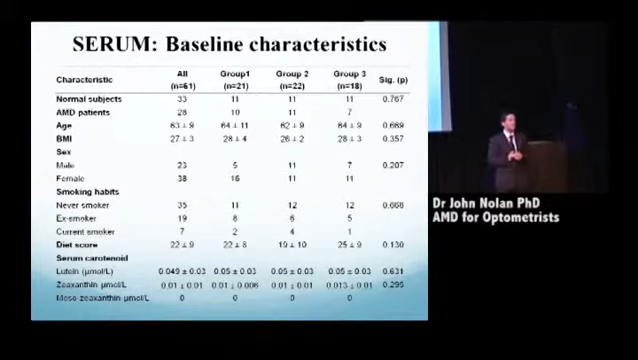 SERUM: Baseline characteristics
Characteristic All (n=61) Group1 (n=21) Group 2 (n=22) Group 3 (n=18) Sig. (p)
Normal subjects 33 11 11 11 0.767
AMD patients 28 10 11 7
Age 63 ± 9 64 ± 11 62 ± 9 64 ± 9 0.669
BMI 27 ± 3 28 ± 4 26 ± 2 28 ± 3 0.357
Sex
Male 23 5 11 7 0.207
Female 38 16 11 11
Smoking habits
Never smoker 35 11 12 12 0.666
Ex-smoker 19 8 6 5
Current smoker 7 2 4 1
Diet score 22 ± 9 22 ± 8 19 ± 10 25 ± 9 0.130
Serum carotenoid
Lutein (µmol/L) 0.049 ± 0.03 0.05 ± 0.03 0.05 ± 0.03 0.05 ± 0.03 0.631
Zeaxanthin µmol/L 0.01 ± 0.01 0.01 ± 0.006 0.01 ± 0.01 0.013 ± 0.01 0.295
Meso-zeaxanthin µmol/L 0 0 0 0
Dr John Nolan PhD
AMD for Optometrists